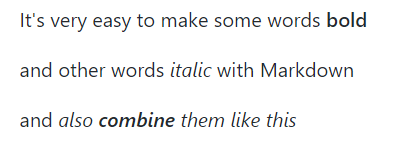 It's very easy to make some words bold
and other words italic with Markdown
and also combine them like this